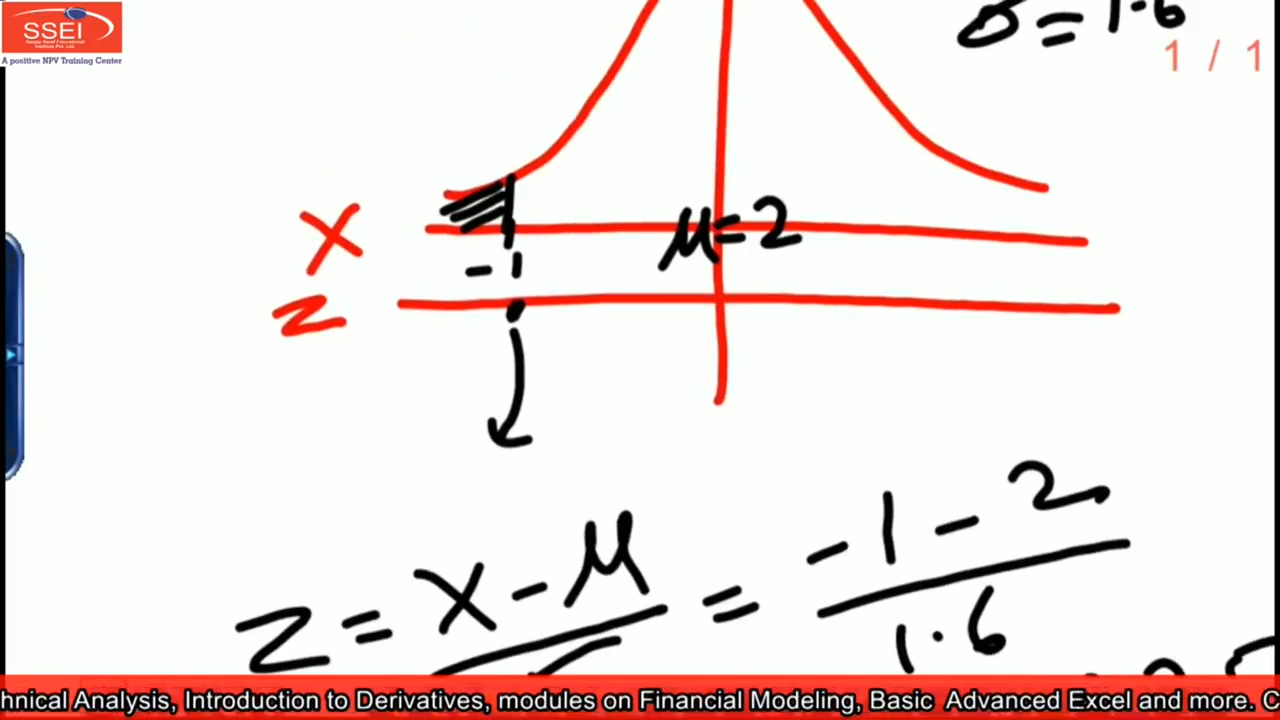 SSEI
A positive NPV Training Center
σ = 1.6
1 / 1
X
μ = 2
-1
Z
Z = X - μ = -1 - 2
1.6
chnical Analysis, Introduction to Derivatives, modules on Financial Modeling, Basic Advanced Excel and more. C